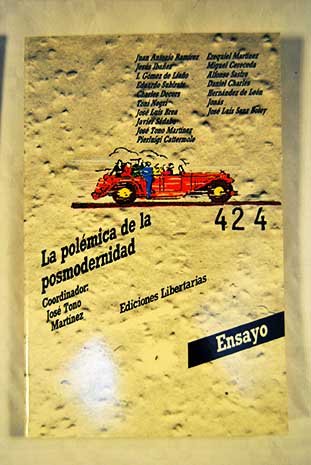 Juan Antonio Ramírez
Jesús Ibáñez
I. Gómez de Liaño
Eduardo Subirats
Charles Decors
Toni Negri
José Luis Brea
Javier Sádaba
José Tono Martínez
Pierluigi Cattermole
Ezequiel Martínez
Miguel Cereceda
Alfonso Sastre
Daniel Charles
Hernández de León
Jonás
José Luis Sanz Botey
424
La polémica de la
posmodernidad
Coordinador:
José Tono
Martínez
Ediciones Libertarias
Ensayo